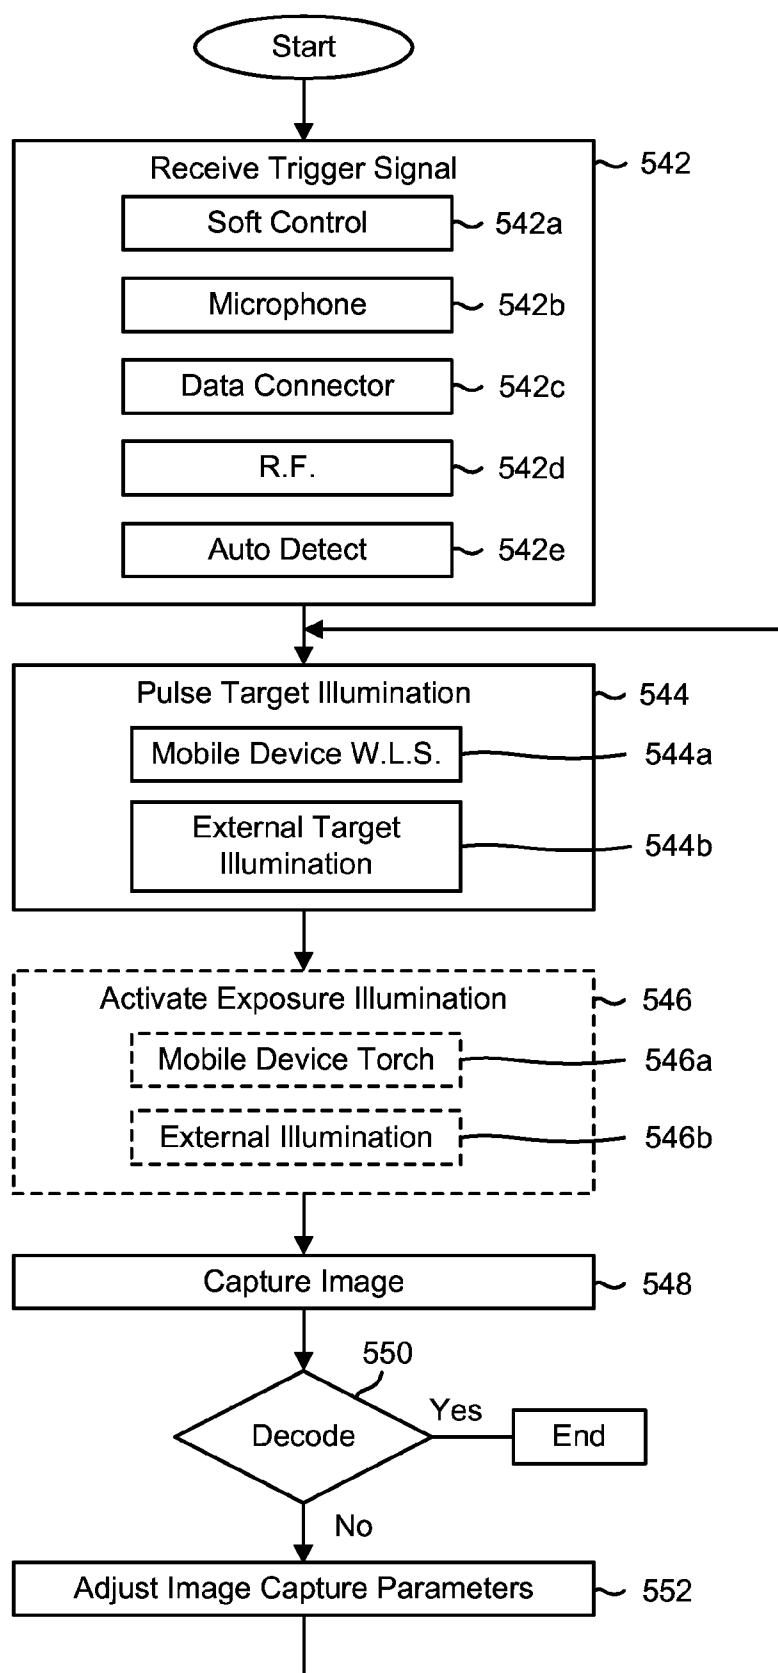 Start
Receive Trigger Signal
542
Soft Control
542a
Microphone
542b
Data Connector
542c
R.F.
542d
Auto Detect
542e
Pulse Target Illumination
544
Mobile Device W.L.S.
544a
External Target
Illumination
544b
Activate Exposure Illumination
546
Mobile Device Torch
546a
External Illumination
546b
Capture Image
548
550
Decode
Yes
End
No
Adjust Image Capture Parameters
552